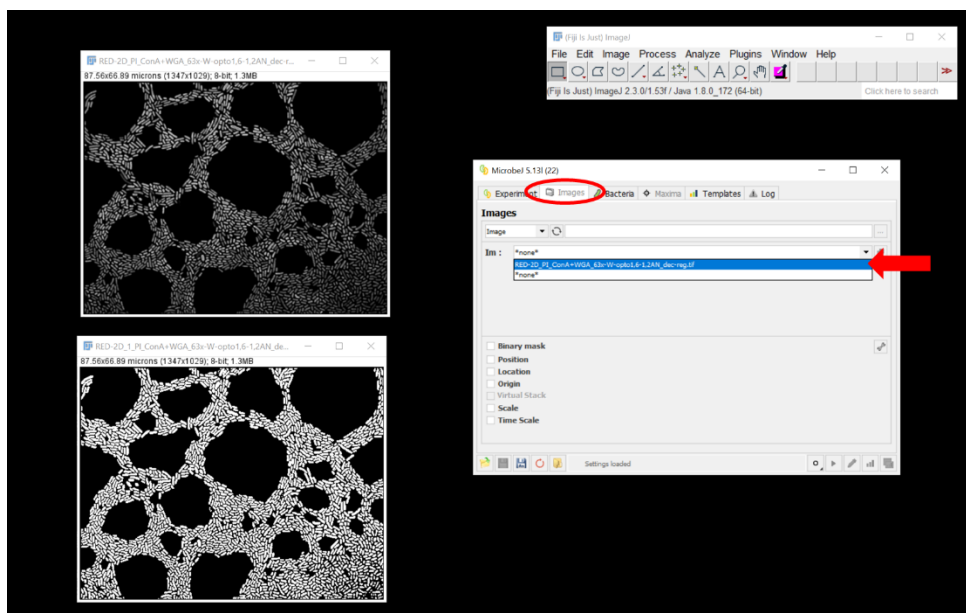 RED-2D_PI_ConA+WGA_63x-W-opto1,6-1,2AN_dec-r...
87.56x66.89 microns (1347x1029); 8-bit; 1.3MB
(Fiji Is Just) ImageJ
File Edit Image Process Analyze Plugins Window Help
(Fiji Is Just) ImageJ 2.3.0/1.53f / Java 1.8.0_172 (64-bit)
Click here to search
MicrobeJ 5.13l (22)
Experiment Images Bacteria Maxima Templates Log
Images
Image
Im : *none*
RED-2D_PI_ConA+WGA_63x-W-opto1,6-1.2AN_dec-reg.tif
*none*
Binary mask
Position
Location
Origin
Virtual Stack
Scale
Time Scale
Settings loaded
RED-2D_1_PI_ConA+WGA_63x-W-opto1,6-1.2AN_de...
87.56x66.89 microns (1347x1029); 8-bit; 1.3MB